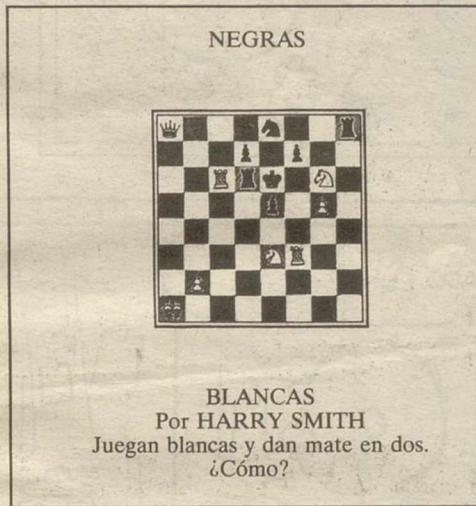 NEGRAS
BLANCAS
Por HARRY SMITH
Juegan blancas y dan mate en dos.
¿Cómo?